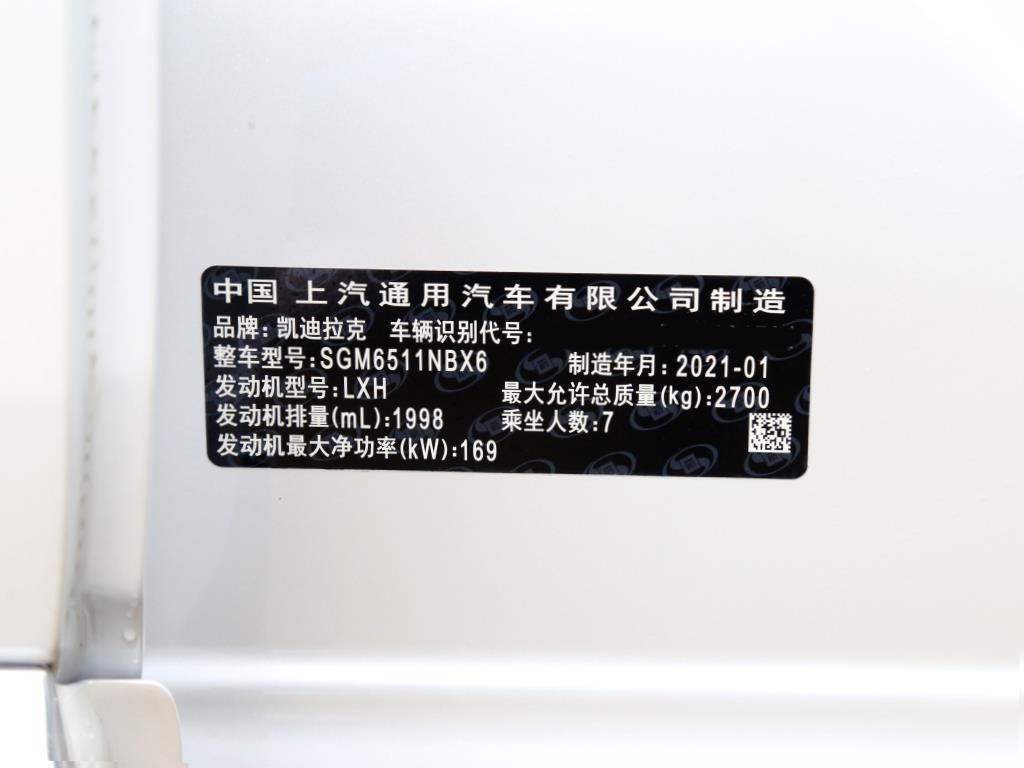 中国 上汽通用汽车有限公司制造
品牌:凯迪拉克 车辆识别代号:
整车型号:SGM6511NBX6 制造年月:2021-01
发动机型号:LXH 最大允许总质量(kg):2700
发动机排量(mL):1998 乘坐人数:7
发动机最大净功率(kW):169